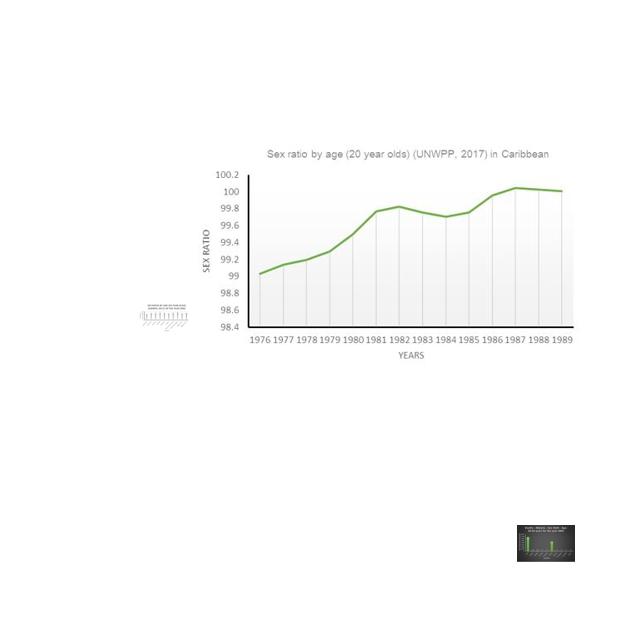 Sex ratio by age (20 year olds) (UNWPP, 2017) in Caribbean
100.2
100
99.8
99.6
99.4
99.2
99
98.8
98.6
98.4
SEX RATIO
1976 1977 1978 1979 1980 1981 1982 1983 1984 1985 1986 1987 1988 1989
YEARS